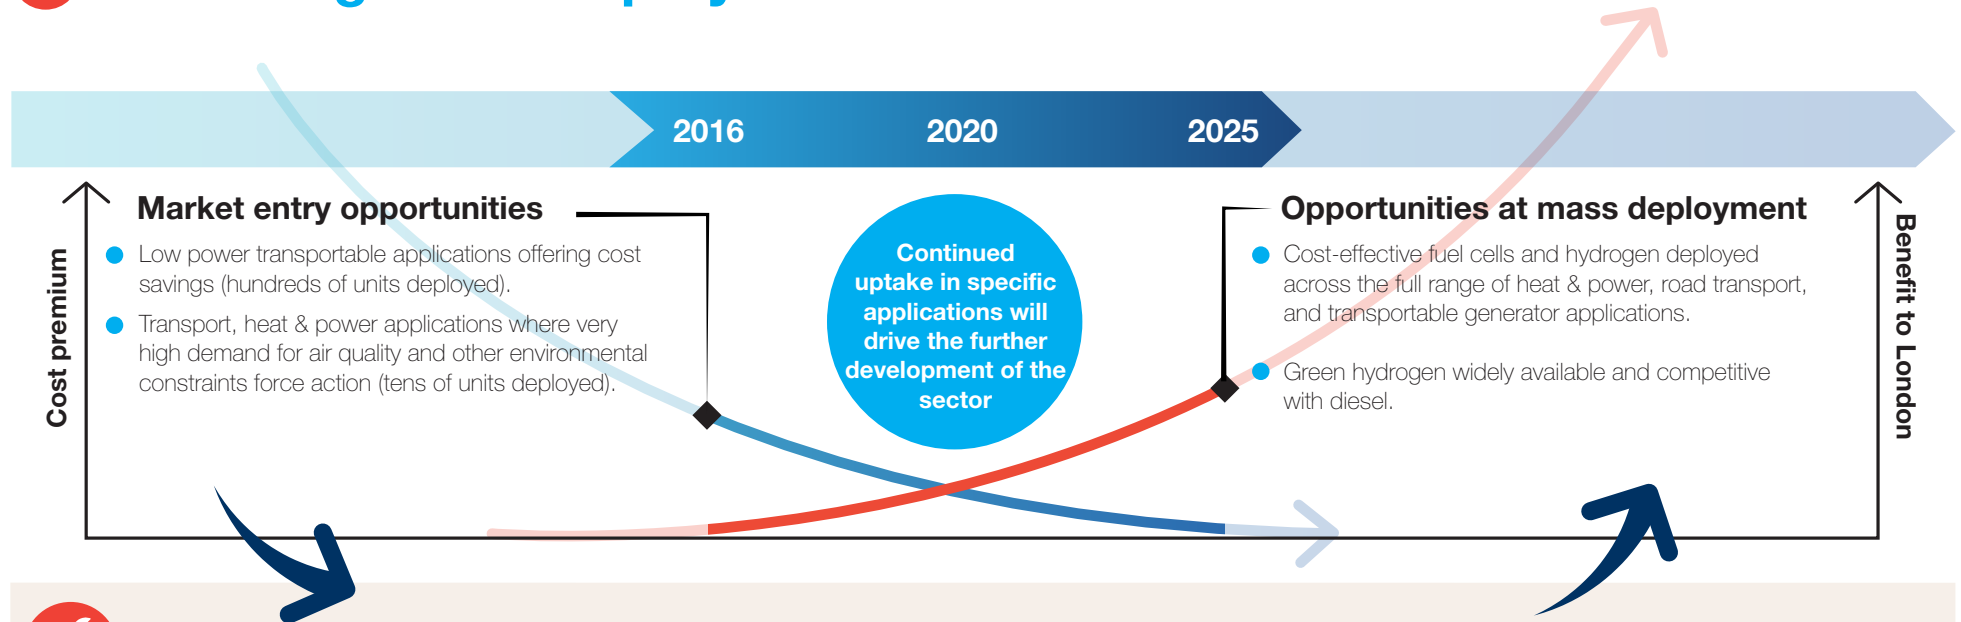 2016
2020
2025
Cost premium
Market entry opportunities
Low power transportable applications offering cost
savings (hundreds of units deployed).
Transport, heat & power applications where very
high demand for air quality and other environmental
constraints force action (tens of units deployed).
Continued
uptake in specific
applications will
drive the further
development of the
sector
Opportunities at mass deployment
Cost-effective fuel cells and hydrogen deployed
across the full range of heat & power, road transport,
and transportable generator applications.
Green hydrogen widely available and competitive
with diesel.
Benefit to London